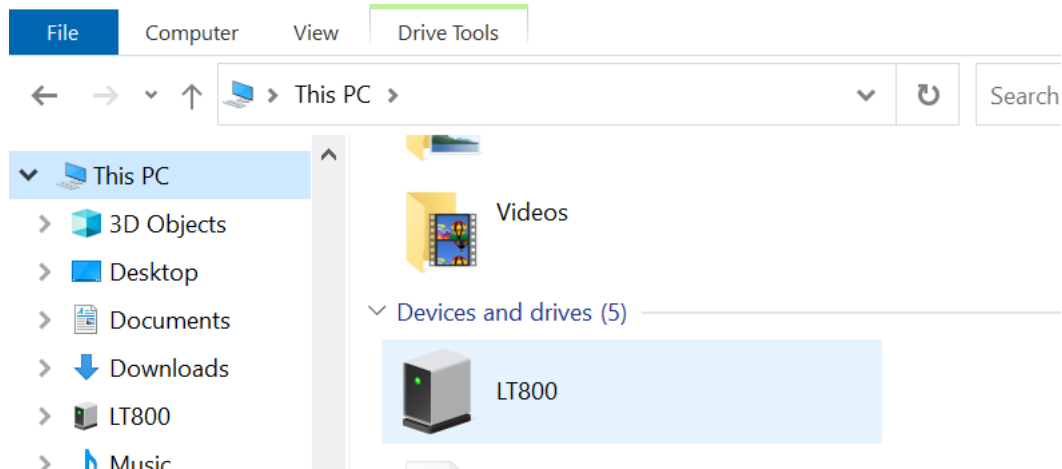 File Computer View Drive Tools
This PC Search
This PC
3D Objects
Desktop
Documents
Downloads
LT800
Music
Videos
Devices and drives (5)
LT800